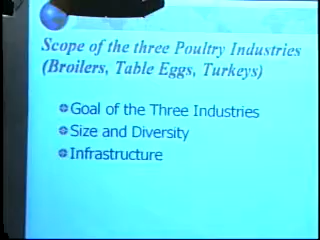 Scope of the three Poultry Industries
(Broilers, Table Eggs, Turkeys)
Goal of the Three Industries
Size and Diversity
Infrastructure